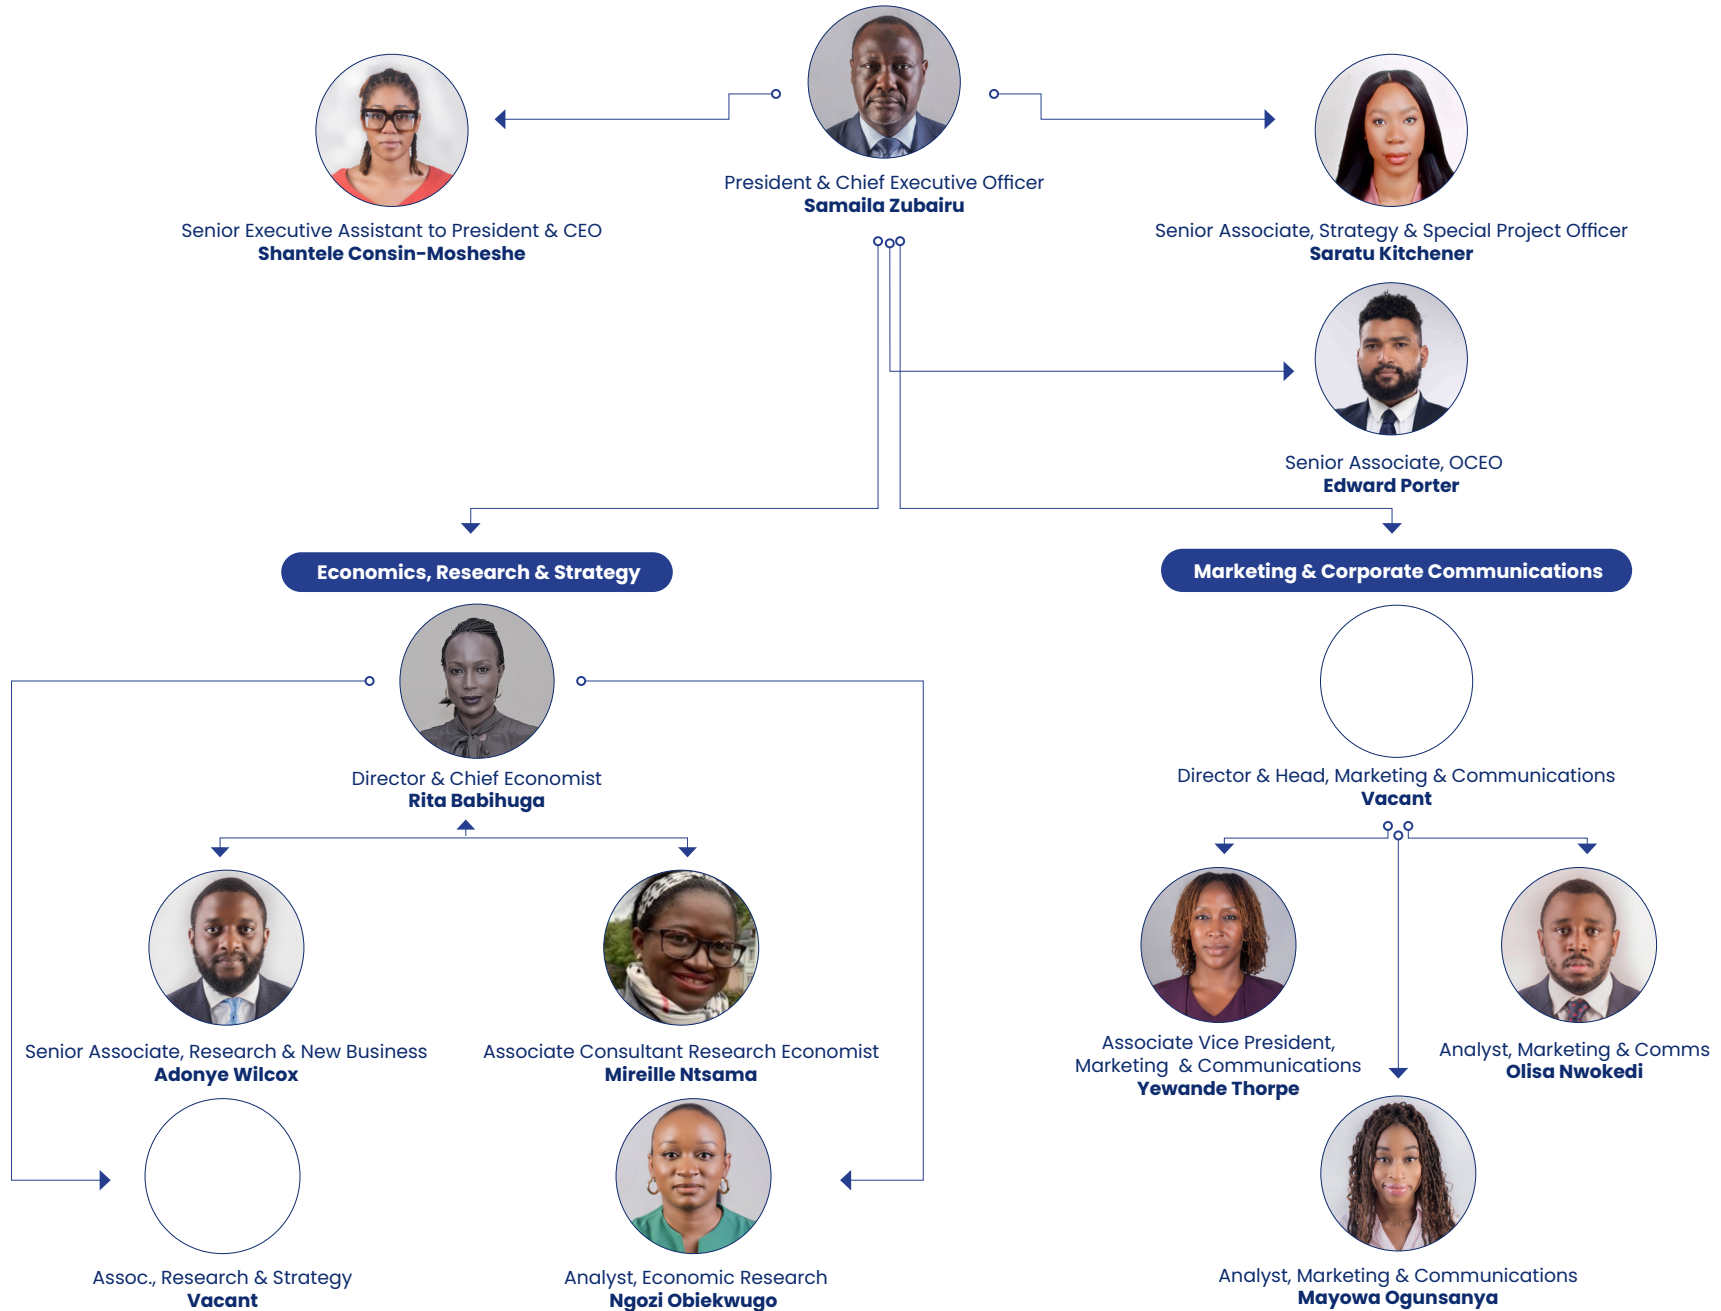 President & Chief Executive Officer
Samaila Zubairu
Senior Executive Assistant to President & CEO
Shantele Consin-Mosheshe
Senior Associate, Strategy & Special Project Officer
Saratu Kitchener
Senior Associate, OCEO
Edward Porter
Economics, Research & Strategy
Director & Chief Economist
Rita Babihuga
Senior Associate, Research & New Business
Adonye Wilcox
Associate Consultant Research Economist
Mireille Ntsama
Assoc., Research & Strategy
Vacant
Analyst, Economic Research
Ngozi Obiekwugo
Marketing & Corporate Communications
Director & Head, Marketing & Communications
Vacant
Associate Vice President,
Marketing & Communications
Yewande Thorpe
Analyst, Marketing & Comms
Olisa Nwokedi
Analyst, Marketing & Communications
Mayowa Ogunsanya